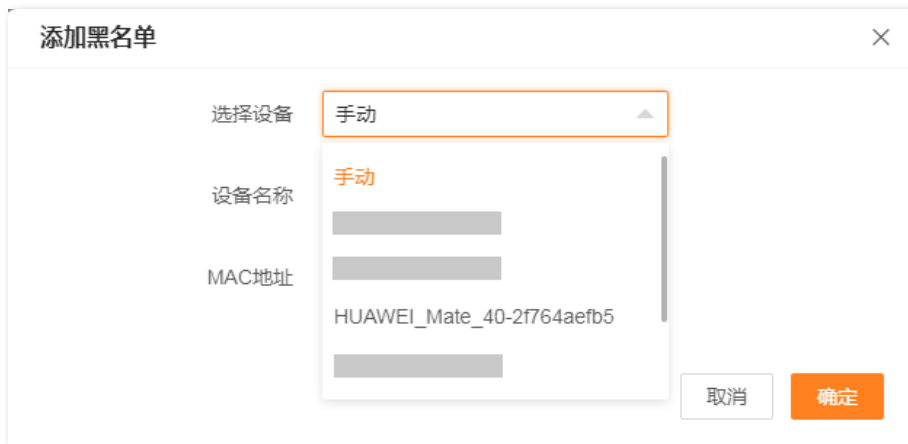 添加黑名单
选择设备
手动
手动
设备名称
MAC地址
HUAWEI_Mate_40-2f764aefb5
取消
确定